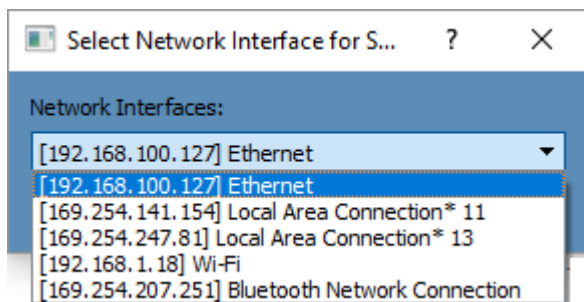 Select Network Interface for S... ?
Network Interfaces:
[192.168.100.127] Ethernet
[192.168.100.127] Ethernet
[169.254.141.154] Local Area Connection* 11
[169.254.247.81] Local Area Connection* 13
[192.168.1.18] Wi-Fi
[169.254.207.251] Bluetooth Network Connection